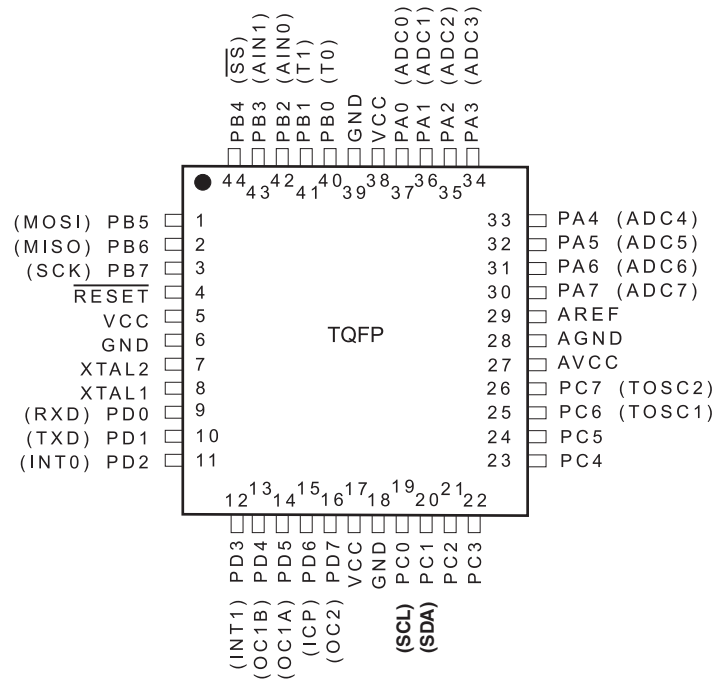 PB4 (SS)
PB3 (AIN1)
PB2 (AIN0)
PB1 (T1)
PB0 (T0)
GND
VCC
PA0 (ADC0)
PA1 (ADC1)
PA2 (ADC2)
PA3 (ADC3)
44 43 42 41 40 39 38 37 36 35 34
(MOSI) PB5 1
(MISO) PB6 2
(SCK) PB7 3
RESET 4
VCC 5
GND 6
XTAL2 7
XTAL1 8
(RXD) PD0 9
(TXD) PD1 10
(INT0) PD2 11
TQFP
33 PA4 (ADC4)
32 PA5 (ADC5)
31 PA6 (ADC6)
30 PA7 (ADC7)
29 AREF
28 AGND
27 AVCC
26 PC7 (TOSC2)
25 PC6 (TOSC1)
24 PC5
23 PC4
12 13 14 15 16 17 18 19 20 21 22
(INT1) PD3
(OC1B) PD4
(OC1A) PD5
(ICP) PD6
(OC2) PD7
VCC
GND
(SCL) PC0
(SDA) PC1
PC2
PC3